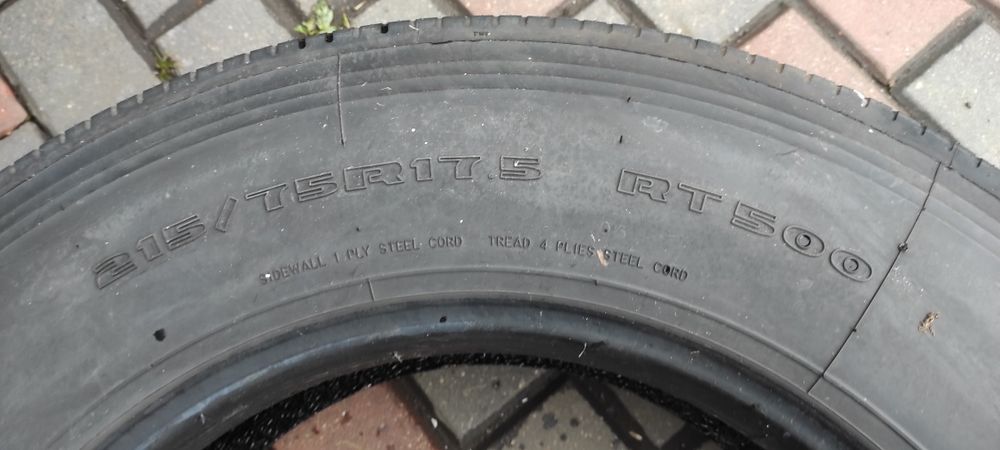 215/75R17.5 RT500
SIDEWALL 1 PLY STEEL CORD TREAD 4 PLIES STEEL CORD